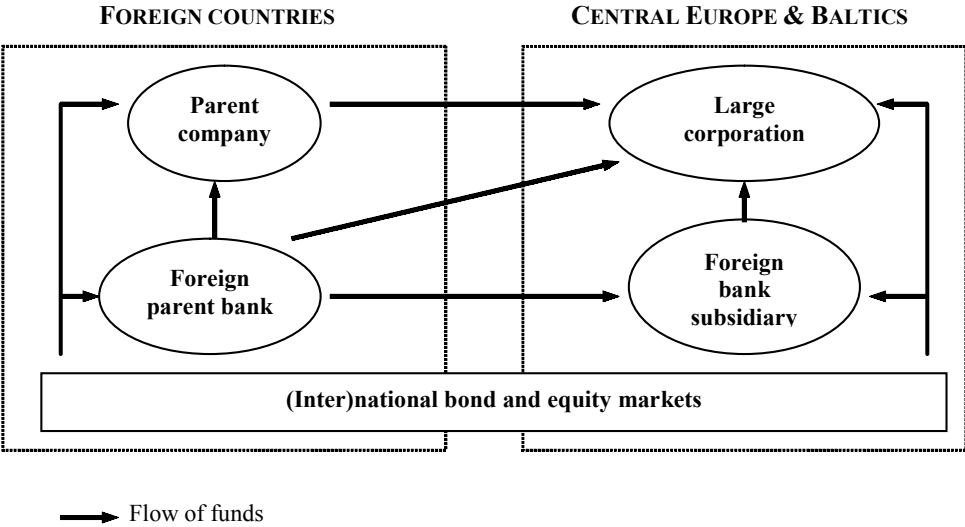 FOREIGN COUNTRIES
CENTRAL EUROPE & BALTICS
Parent
company
Large
corporation
Foreign
parent bank
Foreign
bank
subsidiary
(Inter)national bond and equity markets
Flow of funds